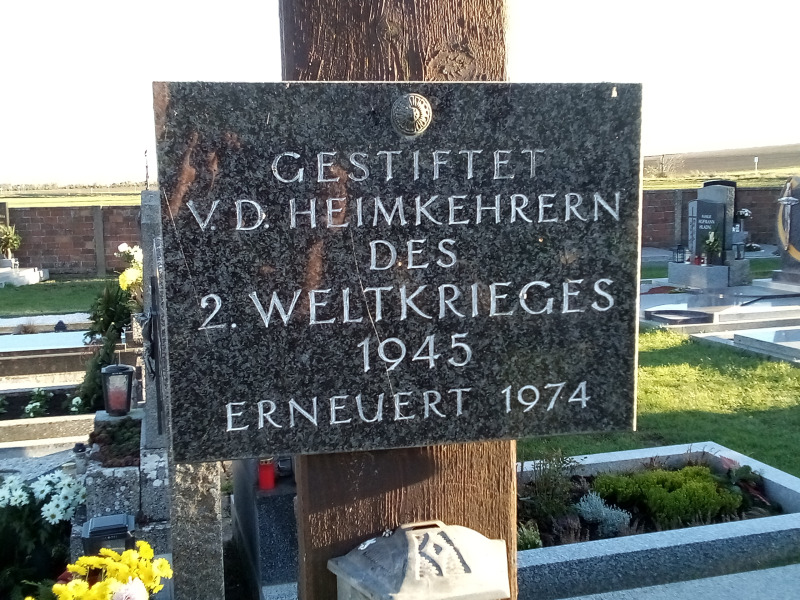 GESTIFTET
V. D. HEIMKEHRERN
DES
2. WELTKRIEGES
1945
ERNEUERT 1974